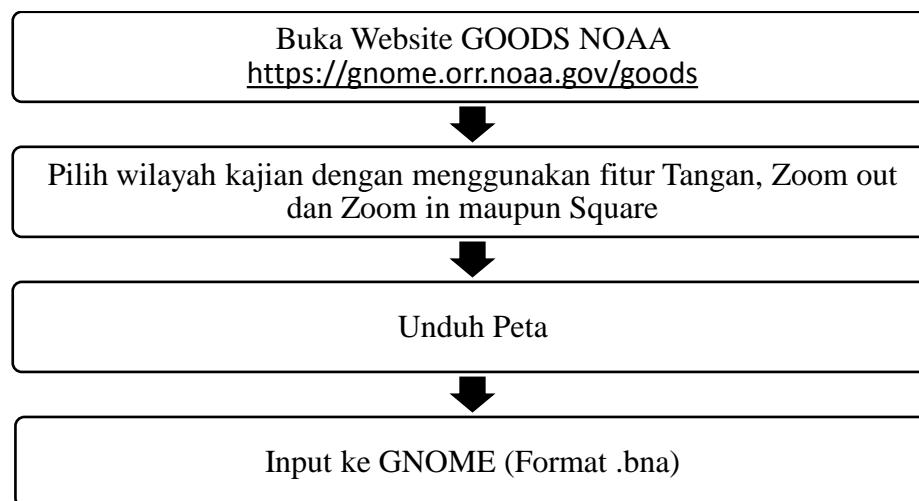 Buka Website GOODS NOAA
https://gnome.orr.noaa.gov/goods
Pilih wilayah kajian dengan menggunakan fitur Tangan, Zoom out
dan Zoom in maupun Square
Unduh Peta
Input ke GNOME (Format .bna)